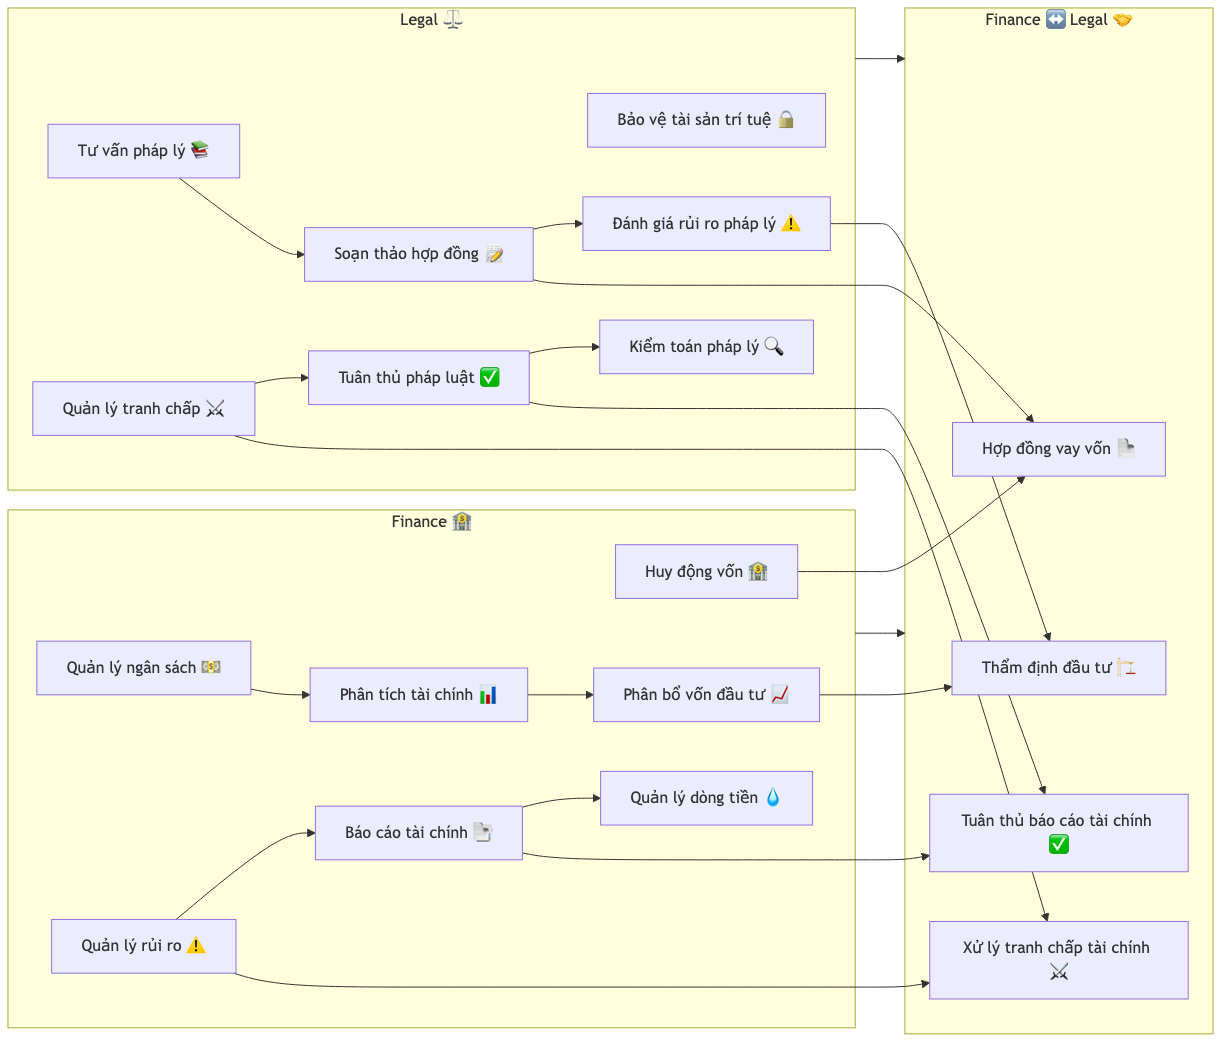 Legal ⚖️
Bảo vệ tài sản trí tuệ 🔒
Tư vấn pháp lý 📚
Đánh giá rủi ro pháp lý ⚠️
Soạn thảo hợp đồng 📝
Kiểm toán pháp lý 🔍
Tuân thủ pháp luật ✅
Quản lý tranh chấp ⚔️
Finance 🏦
Huy động vốn 🏦
Quản lý ngân sách 💵
Phân tích tài chính 📊
Phân bổ vốn đầu tư 📈
Quản lý dòng tiền 💧
Báo cáo tài chính 📑
Quản lý rủi ro ⚠️
Finance ↔️ Legal 🤝
Hợp đồng vay vốn 📄
Thẩm định đầu tư 🏗️
Tuân thủ báo cáo tài chính
✅
Xử lý tranh chấp tài chính
⚔️